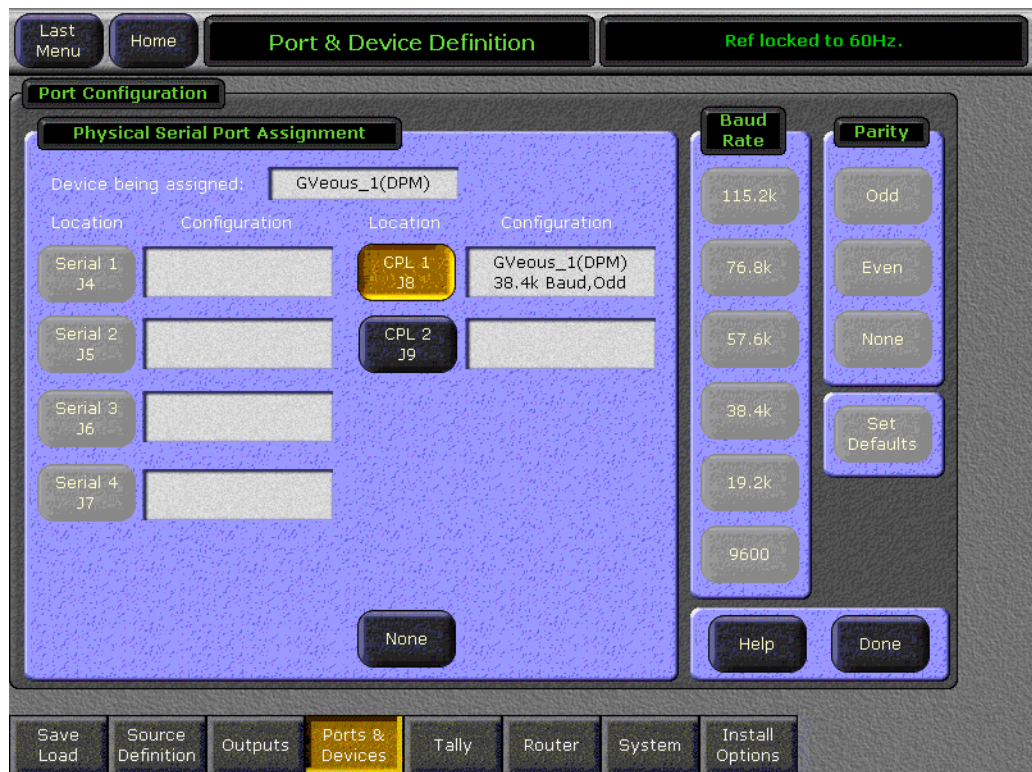 Last
Menu
Home
Port & Device Definition
Ref locked to 60Hz.
Port Configuration
Physical Serial Port Assignment
Device being assigned:
GVeous_1(DPM)
Location
Configuration
Location
Configuration
Serial 1
J4
CPL 1
J8
GVeous_1(DPM)
38.4k Baud,Odd
Serial 2
J5
CPL 2
J9
Serial 3
J6
Serial 4
J7
None
Baud
Rate
115.2k
76.8k
57.6k
38.4k
19.2k
9600
Parity
Odd
Even
None
Set
Defaults
Help
Done
Save
Load
Source
Definition
Outputs
Ports &
Devices
Tally
Router
System
Install
Options